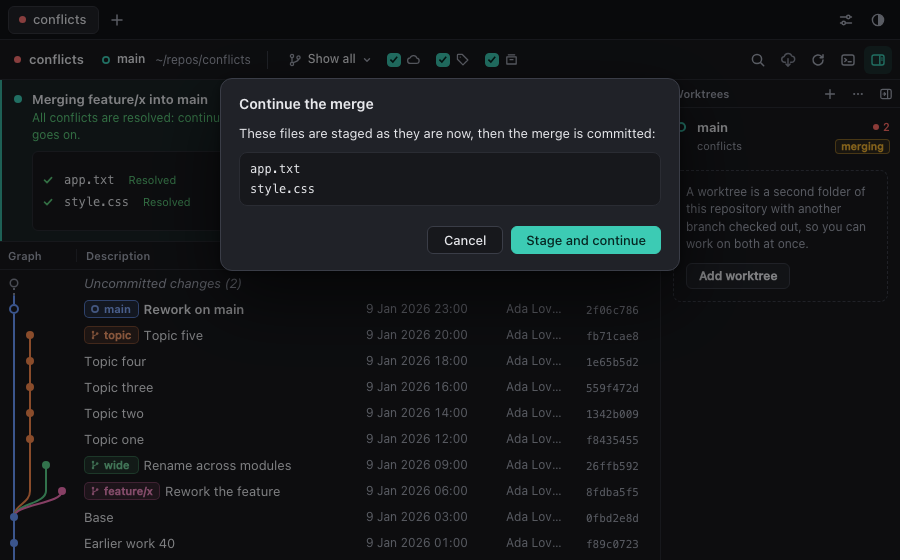 conflicts
conflicts main ~/repos/conflicts Show all
Merging feature/x into main
All conflicts are resolved: continu
goes on.
app.txt Resolved
style.css Resolved
Continue the merge
These files are staged as they are now, then the merge is committed:
app.txt
style.css
Cancel Stage and continue
Worktrees
main 2
conflicts merging
A worktree is a second folder of
this repository with another
branch checked out, so you can
work on both at once.
Add worktree
Graph Description
Uncommitted changes (2)
main Rework on main 9 Jan 2026 23:00 Ada Lov… 2f06c786
topic Topic five 9 Jan 2026 20:00 Ada Lov… fb71cae8
Topic four 9 Jan 2026 18:00 Ada Lov… 1e65b5d2
Topic three 9 Jan 2026 16:00 Ada Lov… 559f472d
Topic two 9 Jan 2026 14:00 Ada Lov… 1342b009
Topic one 9 Jan 2026 12:00 Ada Lov… f8435455
wide Rename across modules 9 Jan 2026 09:00 Ada Lov… 26ffb592
feature/x Rework the feature 9 Jan 2026 06:00 Ada Lov… 8fdba5f5
Base 9 Jan 2026 03:00 Ada Lov… 0fbd2e8d
Earlier work 40 9 Jan 2026 01:00 Ada Lov… f89c0723